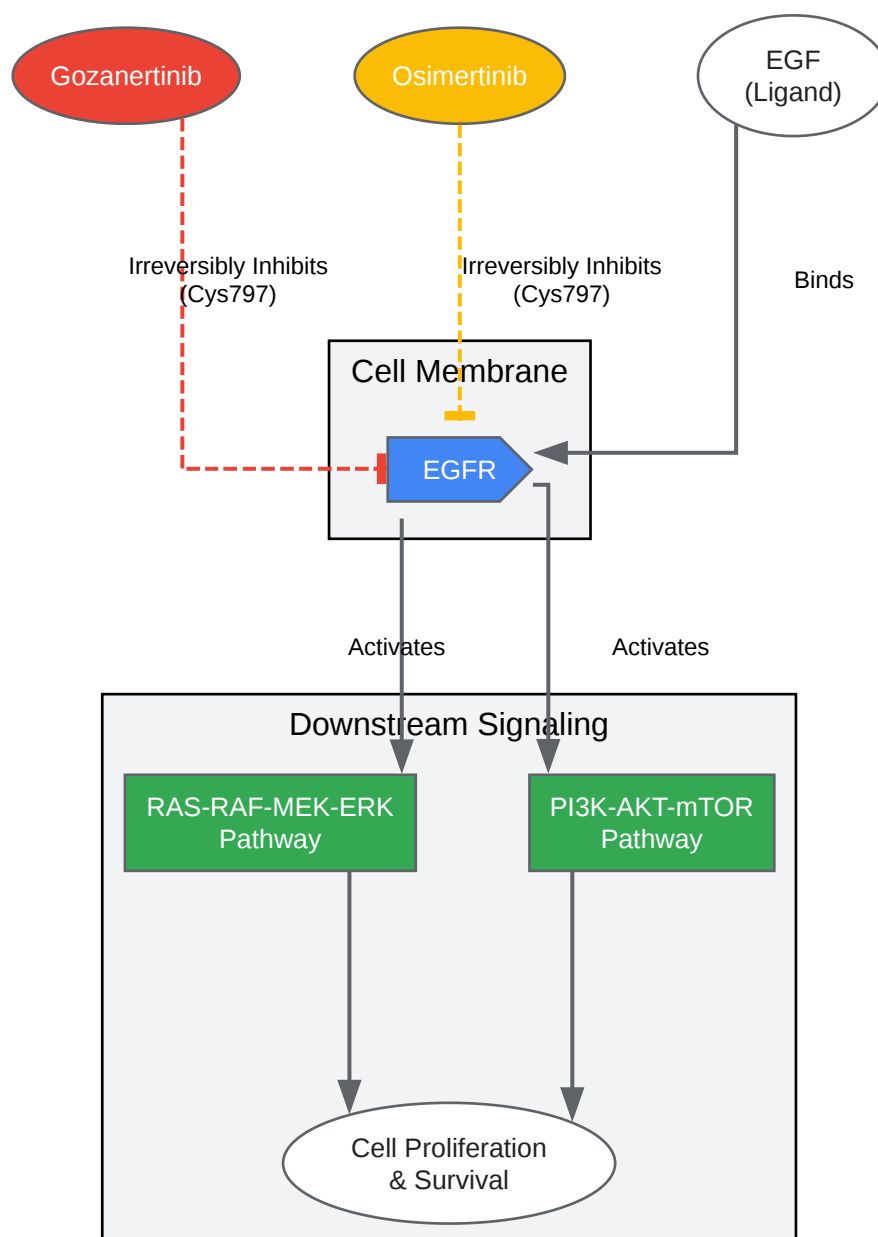 Gozanertinib
Osimertinib
EGF
(Ligand)
Irreversibly Inhibits
(Cys797)
Irreversibly Inhibits
(Cys797)
Binds
Cell Membrane
EGFR
Activates
Activates
Downstream Signaling
RAS-RAF-MEK-ERK
Pathway
PI3K-AKT-mTOR
Pathway
Cell Proliferation
& Survival